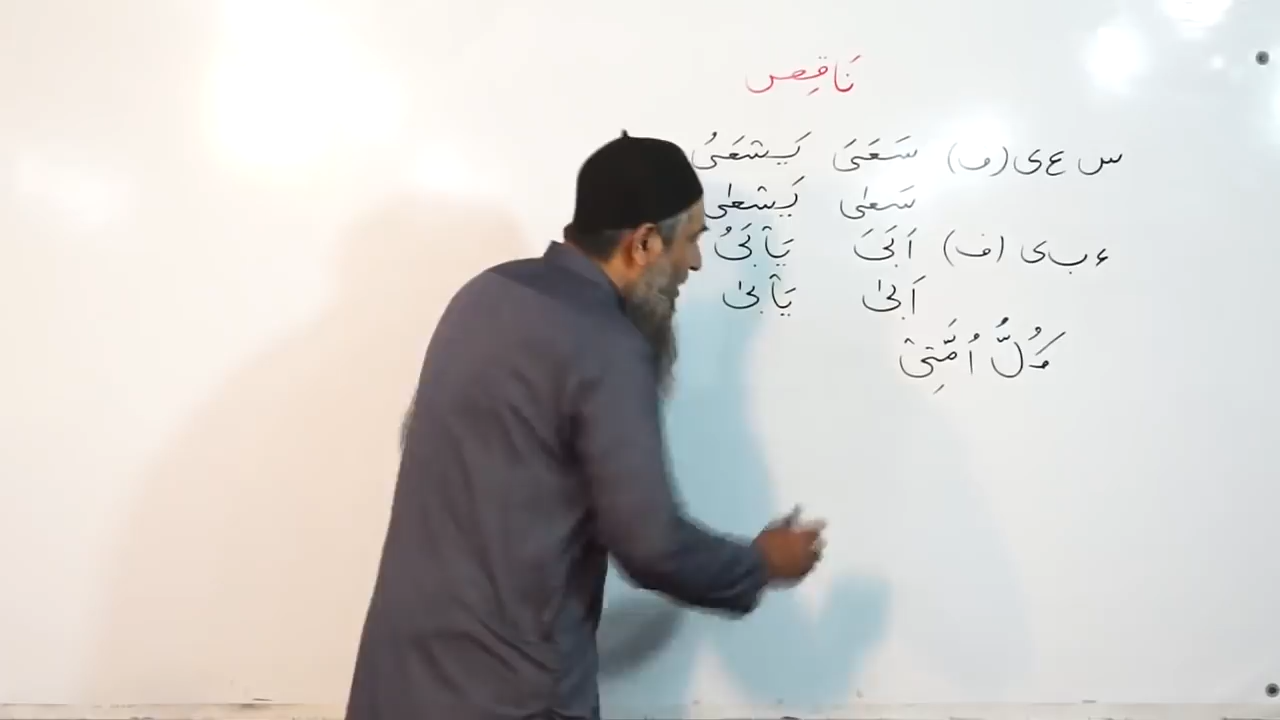 نَاقِص
س ع ی (ف) سَعَیَ یَسْعَیُ
سَعٰی یَسْعٰی
ء ب ی (ف) اَبَیَ یَأْبَیُ
اَبٰی یَأْبٰی
کُلُّ اُمَّتِیْ